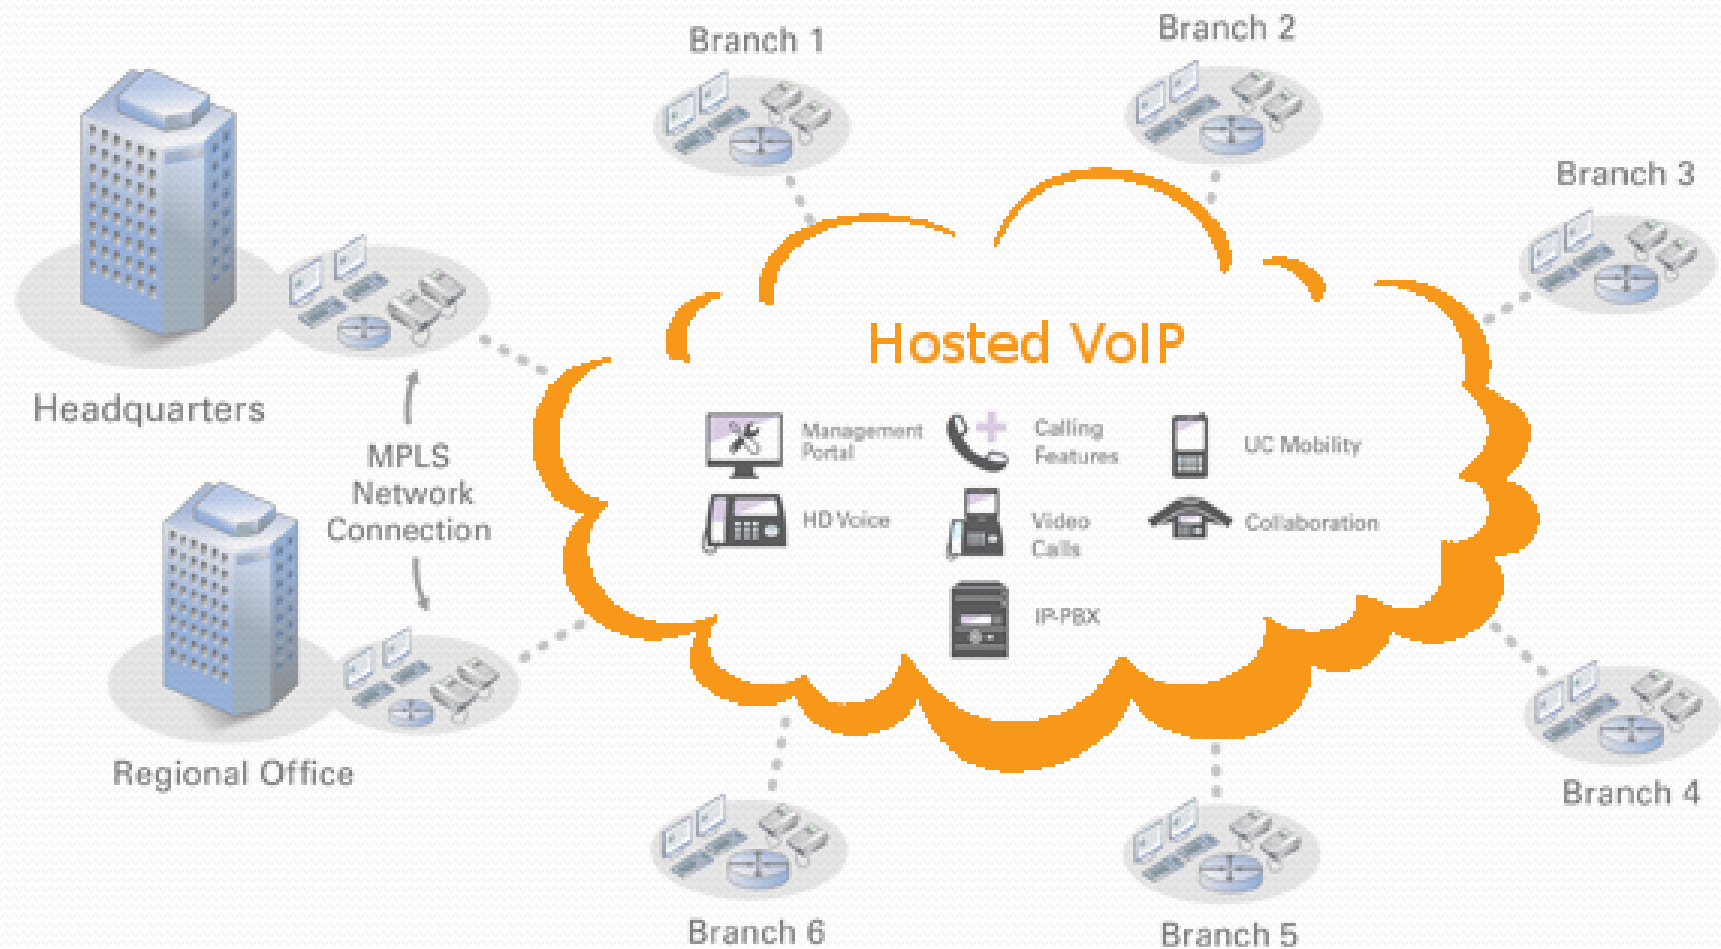 Branch 1
Branch 2
Branch 3
Hosted VoIP
Headquarters
Management
Portal
Calling
Features
UC Mobility
MPLS
Network
Connection
HD Voice
Video
Calls
Collaboration
IP-PBX
Regional Office
Branch 4
Branch 6
Branch 5